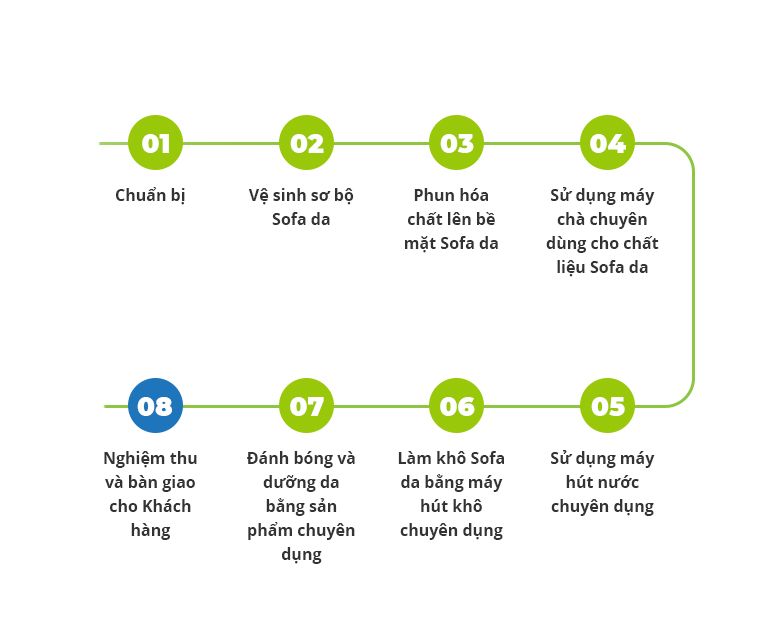 01
Chuẩn bị
02
Vệ sinh sơ bộ
Sofa da
03
Phun hóa
chất lên bề
mặt Sofa da
04
Sử dụng máy
chà chuyên
dùng cho chất
liệu Sofa da
05
Sử dụng máy
hút nước
chuyên dụng
06
Làm khô Sofa
da bằng máy
hút khô
chuyên dụng
07
Đánh bóng và
dưỡng da
bằng sản
phẩm chuyên
dụng
08
Nghiệm thu
và bàn giao
cho Khách
hàng